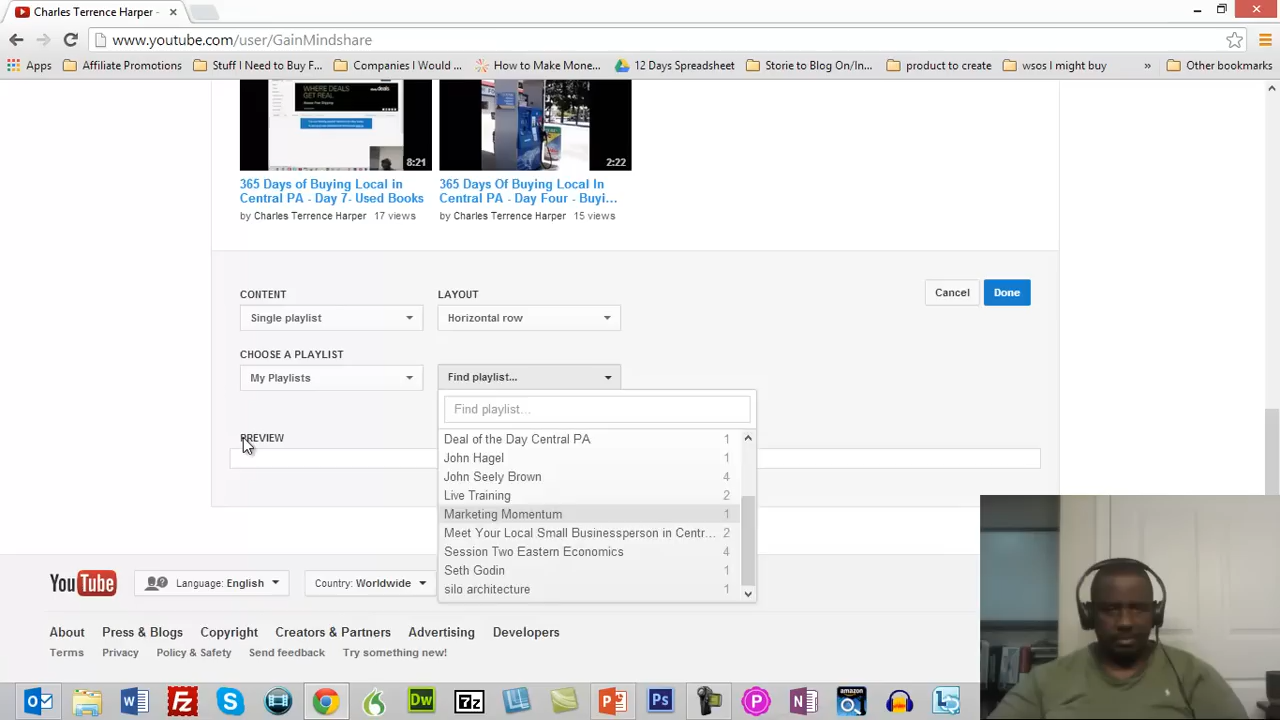 Charles Terrence Harper -
www.youtube.com/user/GainMindshare
Apps Affiliate Promotions Stuff I Need to Buy F... Companies I Would ... How to Make Mone... 12 Days Spreadsheet Storie to Blog On/In... product to create wsos I might buy » Other bookmarks
WHERE DEALS GET REAL
8:21 2:22
365 Days of Buying Local in
Central PA - Day 7- Used Books
by Charles Terrence Harper 17 views
365 Days Of Buying Local In
Central PA - Day Four - Buyi...
by Charles Terrence Harper 15 views
CONTENT LAYOUT
Cancel Done
Single playlist Horizontal row
CHOOSE A PLAYLIST
My Playlists Find playlist...
Find playlist...
PREVIEW
Deal of the Day Central PA 1
John Hagel 1
John Seely Brown 4
Live Training 2
Marketing Momentum 1
Meet Your Local Small Businessperson in Centr... 2
Session Two Eastern Economics 4
Seth Godin 1
silo architecture 1
YouTube Language: English Country: Worldwide
About Press & Blogs Copyright Creators & Partners Advertising Developers
Terms Privacy Policy & Safety Send feedback Try something new!
Dw 7z Ps amazon